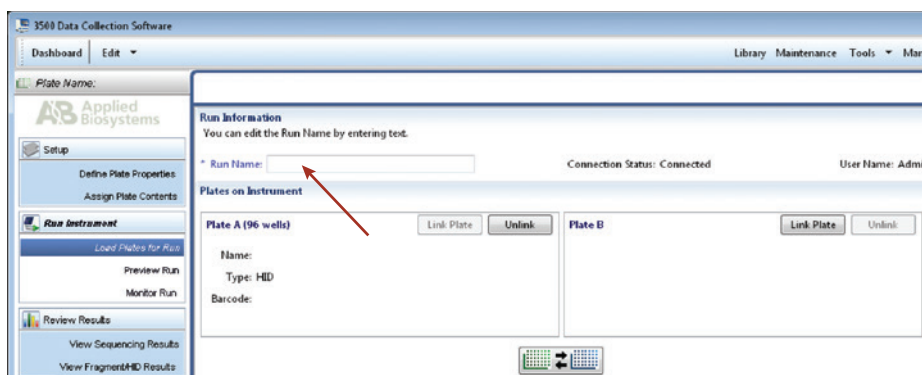 3500 Data Collection Software
Dashboard Edit Library Maintenance Tools
Plate Name:
AB Applied Biosystems
Setup
Define Plate Properties
Assign Plate Contents
Run Instrument
Load Plates for Run
Preview Run
Monitor Run
Review Results
View Sequencing Results
View Fragment/HID Results
Run Information
You can edit the Run Name by entering text.
* Run Name: Connection Status: Connected User Name:
Plates on Instrument
Plate A (96 wells) Link Plate Unlink
Name:
Type: HID
Barcode:
Plate B Link Plate Unlink